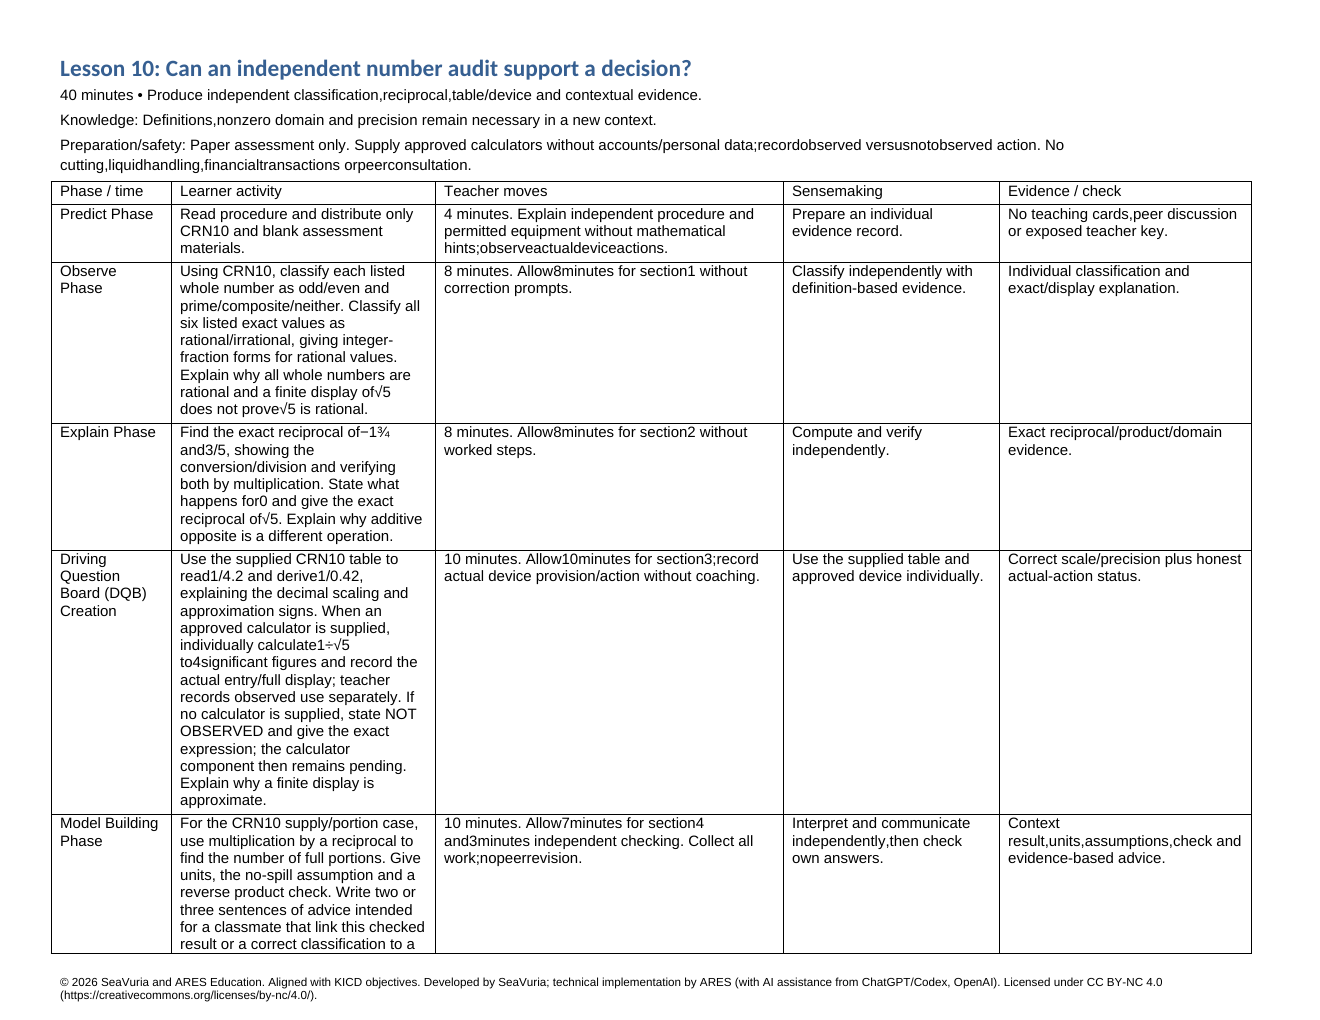 Lesson 10: Can an independent number audit support a decision?
40 minutes • Produce independent classification,reciprocal,table/device and contextual evidence.
Knowledge: Definitions,nonzero domain and precision remain necessary in a new context.
Preparation/safety: Paper assessment only. Supply approved calculators without accounts/personal data;recordobserved versusnotobserved action. No
cutting,liquidhandling,financialtransactions orpeerconsultation.
Phase / time
Learner activity
Teacher moves
Sensemaking
Evidence / check
Predict Phase
Read procedure and distribute only
CRN10 and blank assessment
materials.
4 minutes. Explain independent procedure and
permitted equipment without mathematical
hints;observeactualdeviceactions.
Prepare an individual
evidence record.
No teaching cards,peer discussion
or exposed teacher key.
Observe
Phase
Using CRN10, classify each listed
whole number as odd/even and
prime/composite/neither. Classify all
six listed exact values as
rational/irrational, giving integer-
fraction forms for rational values.
Explain why all whole numbers are
rational and a finite display of√5
does not prove√5 is rational.
8 minutes. Allow8minutes for section1 without
correction prompts.
Classify independently with
definition-based evidence.
Individual classification and
exact/display explanation.
Explain Phase
Find the exact reciprocal of−1¾
and3/5, showing the
conversion/division and verifying
both by multiplication. State what
happens for0 and give the exact
reciprocal of√5. Explain why additive
opposite is a different operation.
8 minutes. Allow8minutes for section2 without
worked steps.
Compute and verify
independently.
Exact reciprocal/product/domain
evidence.
Driving
Question
Board (DQB)
Creation
Use the supplied CRN10 table to
read1/4.2 and derive1/0.42,
explaining the decimal scaling and
approximation signs. When an
approved calculator is supplied,
individually calculate1÷√5
to4significant figures and record the
actual entry/full display; teacher
records observed use separately. If
no calculator is supplied, state NOT
OBSERVED and give the exact
expression; the calculator
component then remains pending.
Explain why a finite display is
approximate.
10 minutes. Allow10minutes for section3;record
actual device provision/action without coaching.
Use the supplied table and
approved device individually.
Correct scale/precision plus honest
actual-action status.
Model Building
Phase
For the CRN10 supply/portion case,
use multiplication by a reciprocal to
find the number of full portions. Give
units, the no-spill assumption and a
reverse product check. Write two or
three sentences of advice intended
for a classmate that link this checked
result or a correct classification to a
10 minutes. Allow7minutes for section4
and3minutes independent checking. Collect all
work;nopeerrevision.
Interpret and communicate
independently,then check
own answers.
Context
result,units,assumptions,check and
evidence-based advice.
© 2026 SeaVuria and ARES Education. Aligned with KICD objectives. Developed by SeaVuria; technical implementation by ARES (with AI assistance from ChatGPT/Codex, OpenAI). Licensed under CC BY-NC 4.0
(https://creativecommons.org/licenses/by-nc/4.0/).